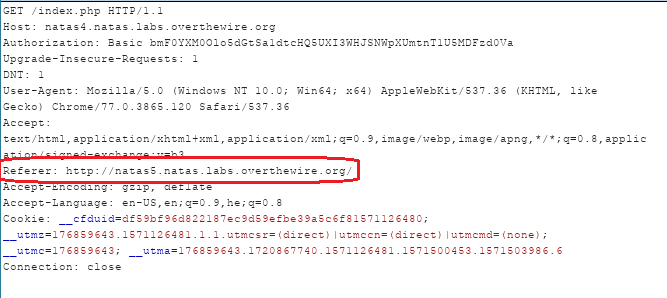 GET /index.php HTTP/1.1
Host: natas4.natas.labs.overthewire.org
Authorization: Basic bmF0YXM0Olo5dGtSa1dtcHQ5UXI3WHJSNWpXUmtnT1U5MDFzd0Va
Upgrade-Insecure-Requests: 1
DNT: 1
User-Agent: Mozilla/5.0 (Windows NT 10.0; Win64; x64) AppleWebKit/537.36 (KHTML, like
Gecko) Chrome/77.0.3865.120 Safari/537.36
Accept:
text/html,application/xhtml+xml,application/xml;q=0.9,image/webp,image/apng,*/*;q=0.8,applic
ation/signed-exchange;v=b3
Referer: http://natas5.natas.labs.overthewire.org/
Accept-Encoding: gzip, deflate
Accept-Language: en-US,en;q=0.9,he;q=0.8
Cookie: __cfduid=df59bf96d822187ec9d59efbe39a5c6f81571126480;
__utmz=176859643.1571126481.1.1.utmcsr=(direct)|utmccn=(direct)|utmcmd=(none);
__utmc=176859643; __utma=176859643.1720867740.1571126481.1571500453.1571503986.6
Connection: close